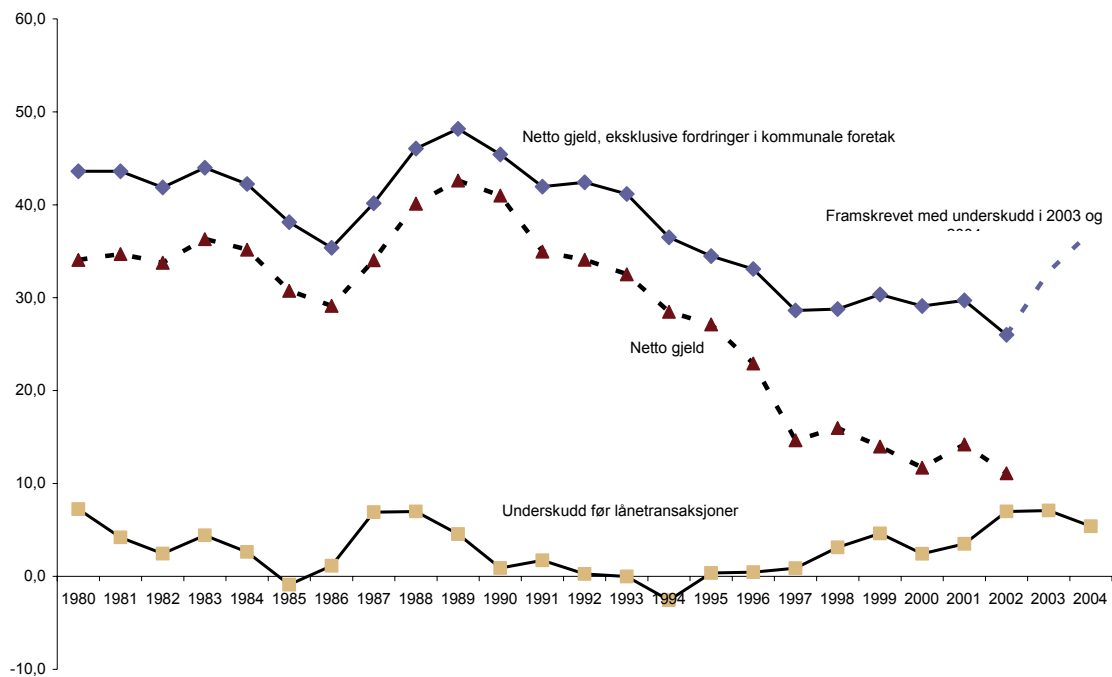 60,0
50,0
Netto gjeld, eksklusive fordringer i kommunale foretak
40,0
Framskrevet med underskudd i 2003 og
30,0
Netto gjeld
20,0
10,0
Underskudd før lånetransaksjoner
0,0
1980 1981 1982 1983 1984 1985 1986 1987 1988 1989 1990 1991 1992 1993 1994 1995 1996 1997 1998 1999 2000 2001 2002 2003 2004
-10,0